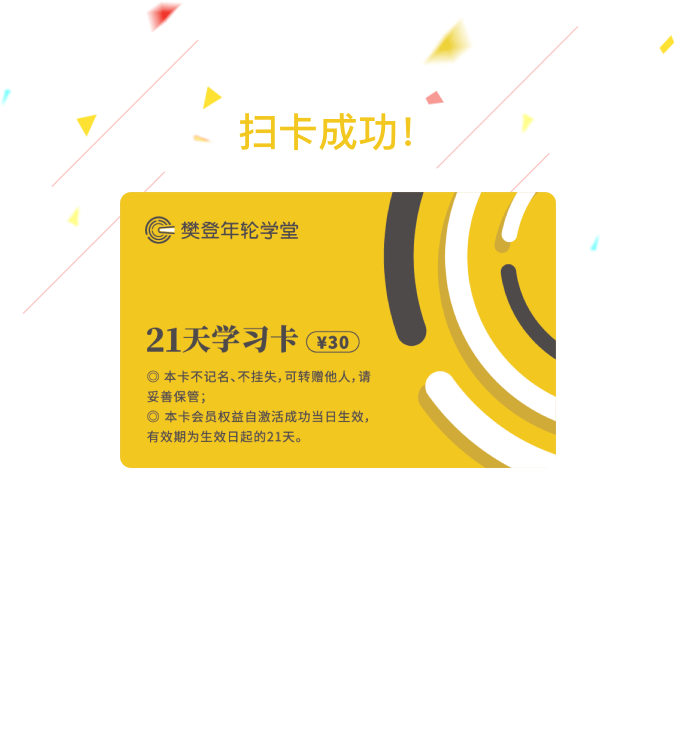 扫卡成功！
樊登年轮学堂
21天学习卡 ¥30
◎ 本卡不记名、不挂失，可转赠他人，请
妥善保管；
◎ 本卡会员权益自激活成功当日生效，
有效期为生效日起的21天。